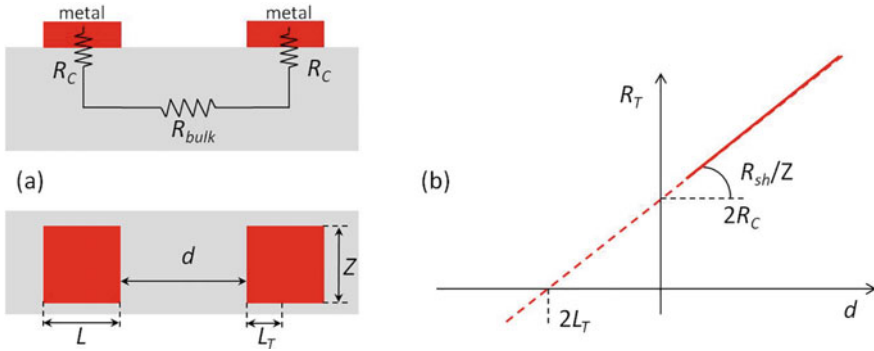 metal metal
R_C R_C
R_bulk
(a)
d
Z
L L_T
R_T
(b)
R_sh/Z
2R_C
2L_T d